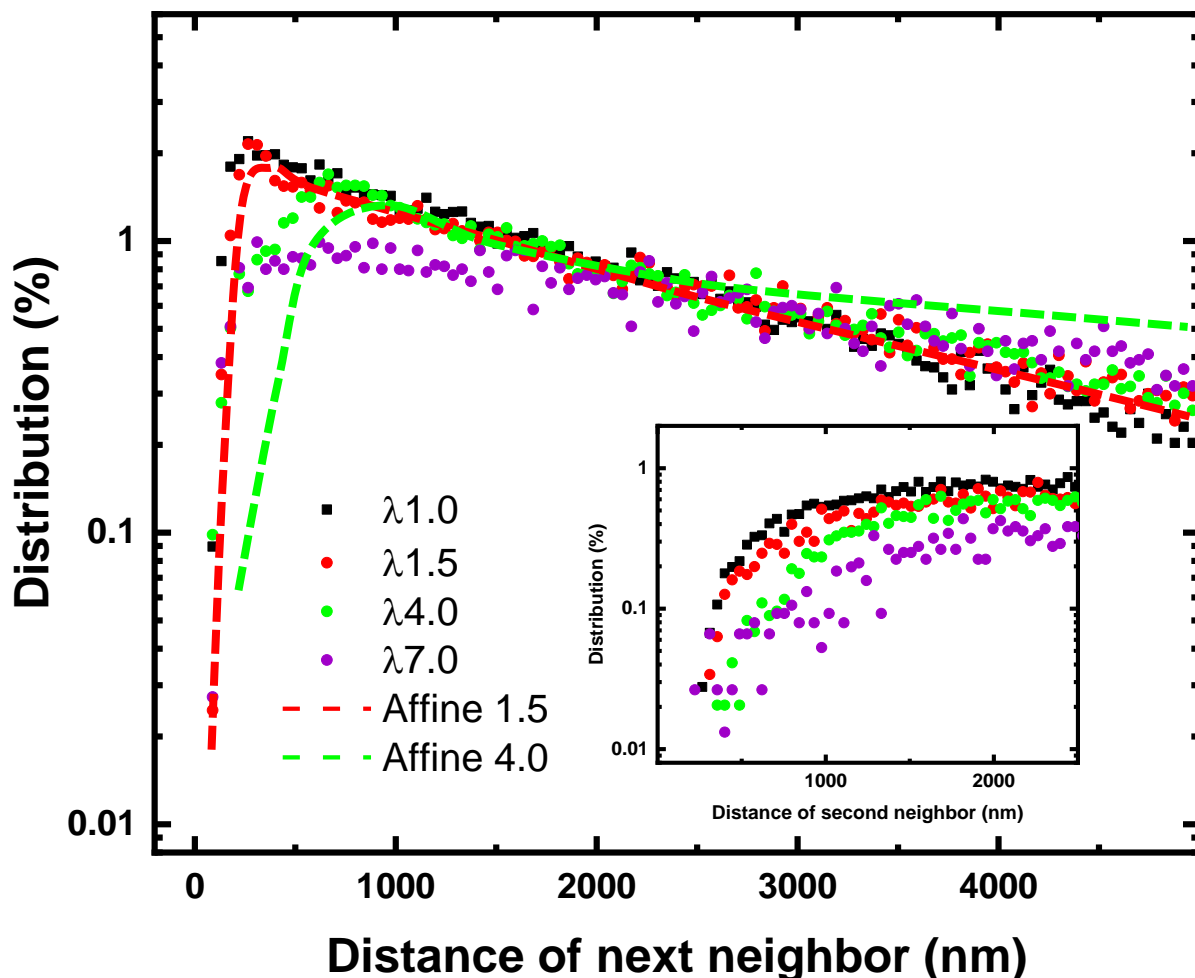 Distribution (%)
1
0.1
0.01
λ1.0
λ1.5
λ4.0
λ7.0
Affine 1.5
Affine 4.0
Distribution (%)
1
0.1
0.01
1000 2000
Distance of second neighbor (nm)
0 1000 2000 3000 4000
Distance of next neighbor (nm)